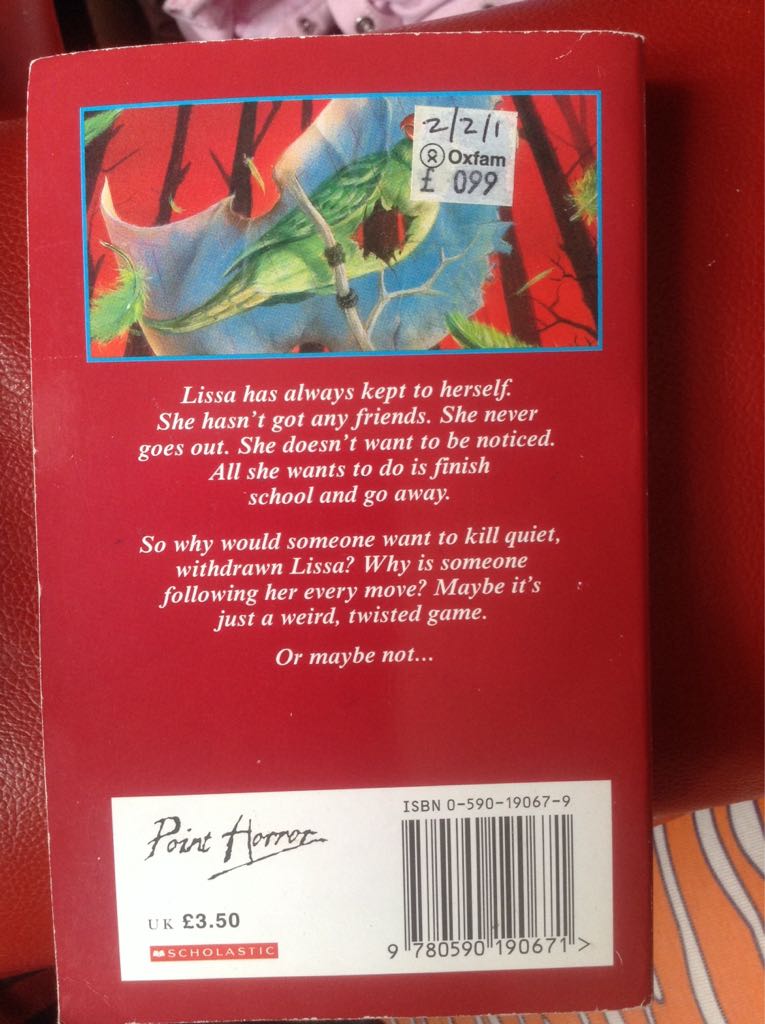 2/2/1
Oxfam
£ 099
Lissa has always kept to herself.
She hasn't got any friends. She never
goes out. She doesn't want to be noticed.
All she wants to do is finish
school and go away.
So why would someone want to kill quiet,
withdrawn Lissa? Why is someone
following her every move? Maybe it's
just a weird, twisted game.
Or maybe not...
Point Horror
UK £3.50
SCHOLASTIC
ISBN 0-590-19067-9
9 780590 190671 >